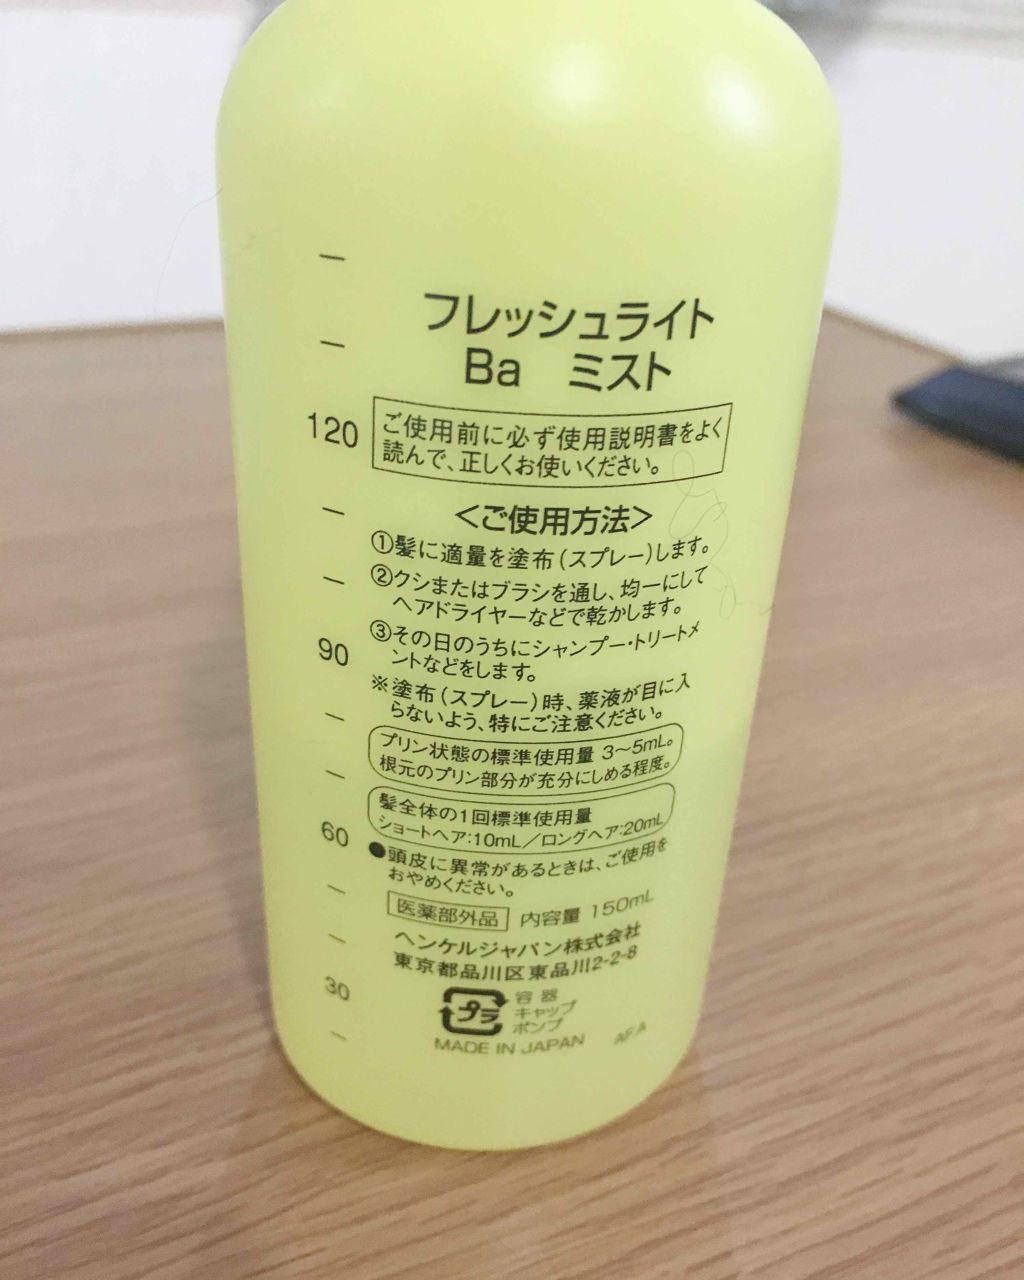 フレッシュライト
Ba ミスト
120
ご使用前に必ず使用説明書をよく
読んで、正しくお使いください。
<ご使用方法>
①髪に適量を塗布(スプレー)します。
②クシまたはブラシを通し、均一にして
ヘアドライヤーなどで乾かします。
③その日のうちにシャンプー・トリートメ
ントなどをします。
90
※塗布(スプレー)時、薬液が目に入
らないよう、特にご注意ください。
プリン状態の標準使用量 3〜5mL。
根元のプリン部分が充分にしめる程度。
髪全体の1回標準使用量
ショートヘア:10mL/ロングヘア:20mL
60
●頭皮に異常があるときは、ご使用を
おやめください。
医薬部外品 内容量 150mL
ヘンケルジャパン株式会社
東京都品川区東品川2-2-8
30
プラ
容器
キャップ
ポンプ
MADE IN JAPAN AF.A